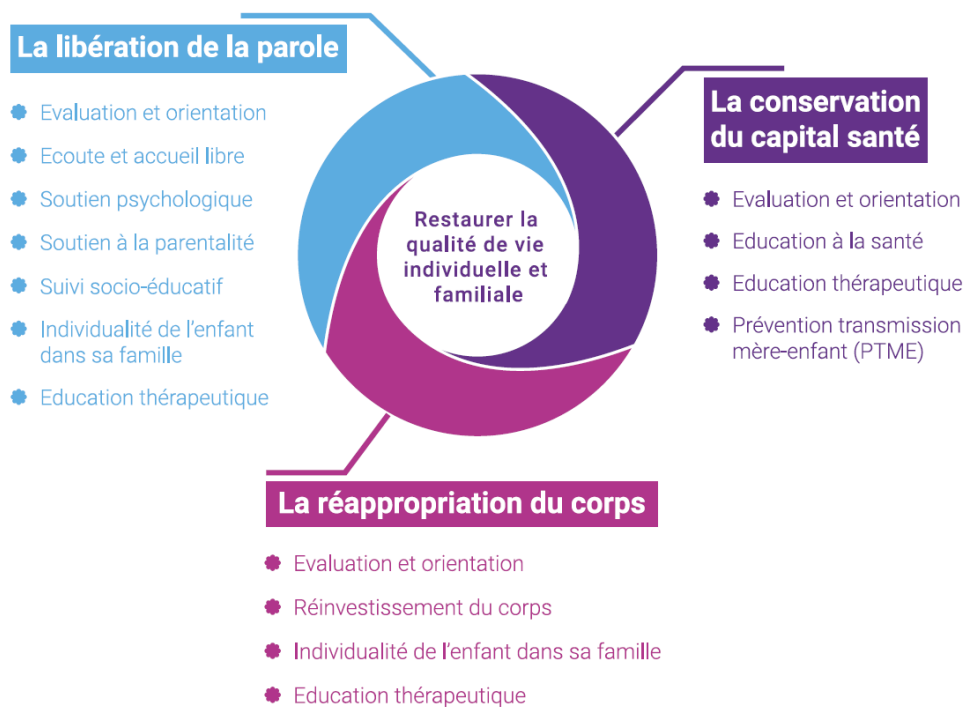 La libération de la parole
Evaluation et orientation
Ecoute et accueil libre
Soutien psychologique
Soutien à la parentalité
Suivi socio-éducatif
Individualité de l'enfant
dans sa famille
Education thérapeutique
Restaurer la
qualité de vie
individuelle et
familiale
La conservation
du capital santé
Evaluation et orientation
Education à la santé
Education thérapeutique
Prévention transmission
mère-enfant (PTME)
La réappropriation du corps
Evaluation et orientation
Réinvestissement du corps
Individualité de l'enfant dans sa famille
Education thérapeutique